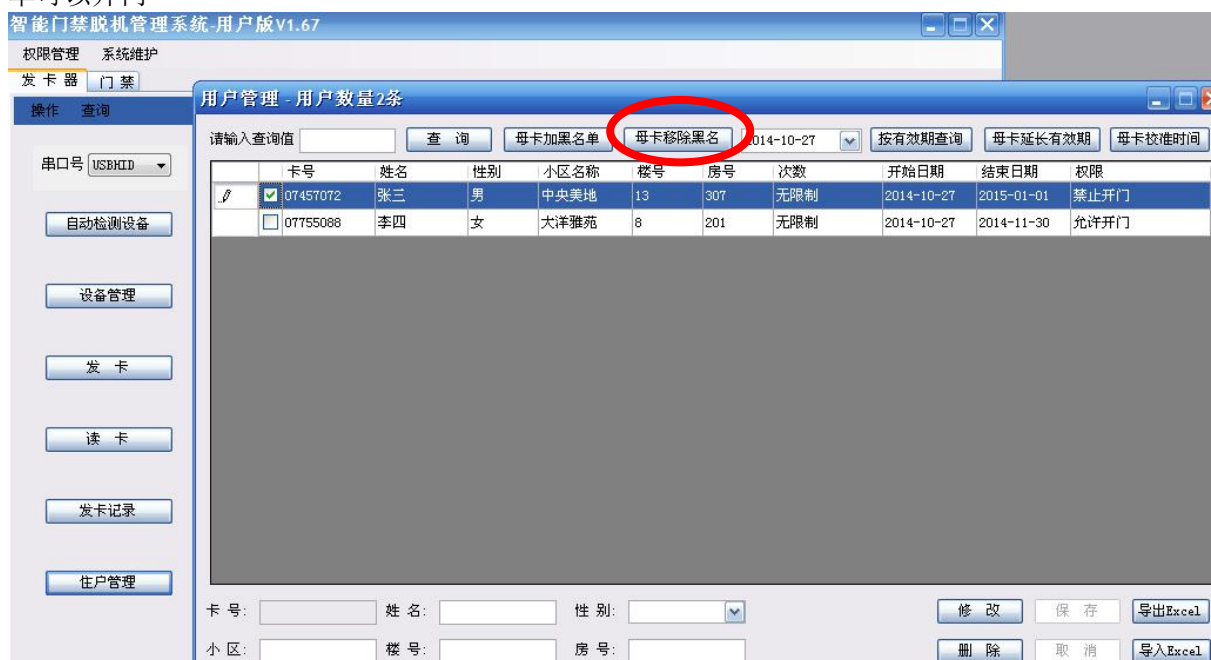 智能门禁脱机管理系统-用户版V1.67
权限管理 系统维护
发卡器 门禁
操作 查询
用户管理 - 用户数量2条
请输入查询值 查 询 母卡加黑名单 母卡移除黑名 2014-10-27 按有效期查询 母卡延长有效期 母卡校准时间
串口号 USBHID
卡号 姓名 性别 小区名称 楼号 房号 次数 开始日期 结束日期 权限
07457072 张三 男 中央美地 13 307 无限制 2014-10-27 2015-01-01 禁止开门
07755088 李四 女 大洋雅苑 8 201 无限制 2014-10-27 2014-11-30 允许开门
自动检测设备
设备管理
发 卡
读 卡
发卡记录
住户管理
卡 号: 姓 名: 性 别: 修 改 保 存 导出Excel
小 区: 楼 号: 房 号: 删 除 取 消 导入Excel